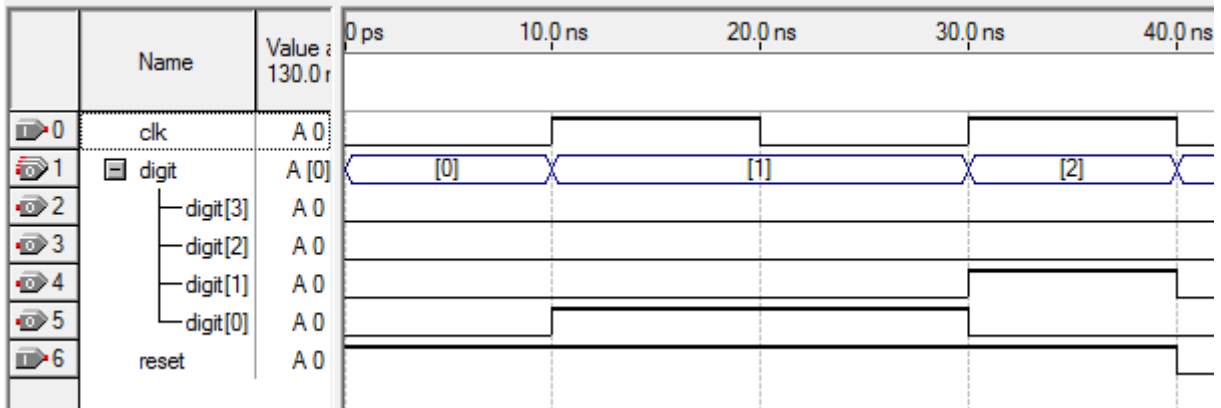 Name Value a 0 ps 10.0 ns 20.0 ns 30.0 ns 40.0 ns
130.0 n
0 clk A 0
1 digit A [0] [0] [1] [2]
2 digit[3] A 0
3 digit[2] A 0
4 digit[1] A 0
5 digit[0] A 0
6 reset A 0